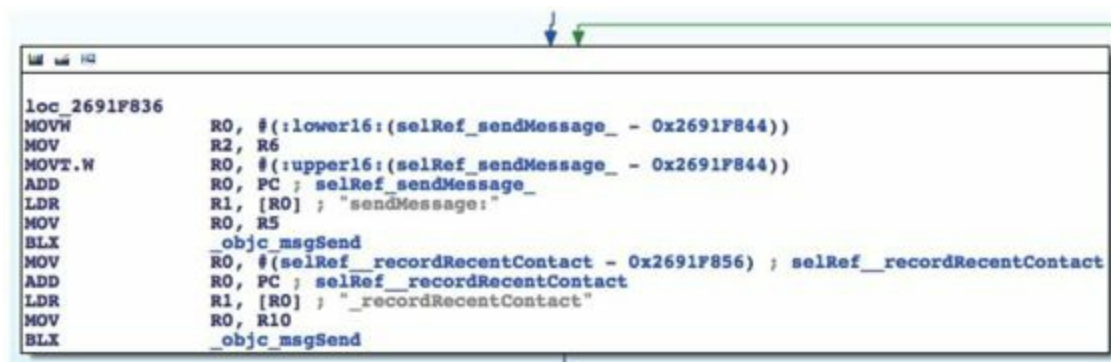 loc_2691F836
MOVW R0, #(:lower16:(selRef_sendMessage_ - 0x2691F844))
MOV R2, R6
MOVT.W R0, #(:upper16:(selRef_sendMessage_ - 0x2691F844))
ADD R0, PC ; selRef_sendMessage_
LDR R1, [R0] ; "sendMessage:"
MOV R0, R5
BLX _objc_msgSend
MOV R0, #(selRef__recordRecentContact - 0x2691F856) ; selRef__recordRecentContact
ADD R0, PC ; selRef__recordRecentContact
LDR R1, [R0] ; "_recordRecentContact"
MOV R0, R10
BLX _objc_msgSend